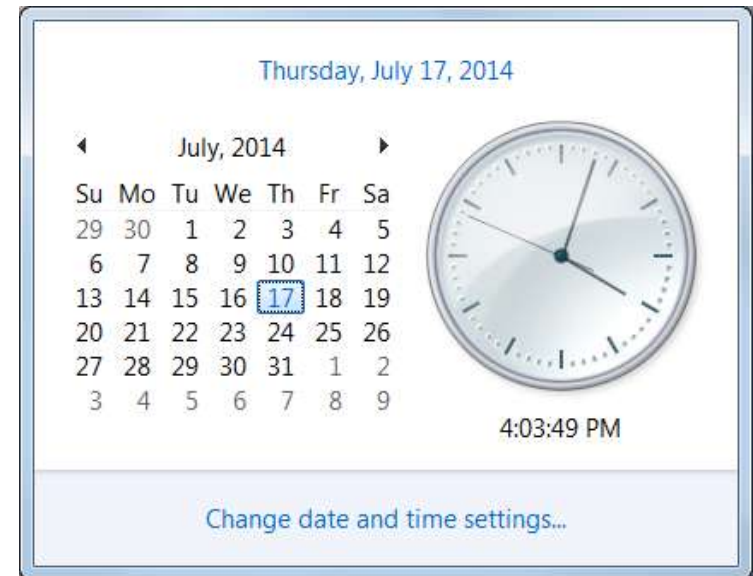 Thursday, July 17, 2014
July, 2014
Su Mo Tu We Th Fr Sa
29 30 1 2 3 4 5
6 7 8 9 10 11 12
13 14 15 16 17 18 19
20 21 22 23 24 25 26
27 28 29 30 31 1 2
3 4 5 6 7 8 9
4:03:49 PM
Change date and time settings...